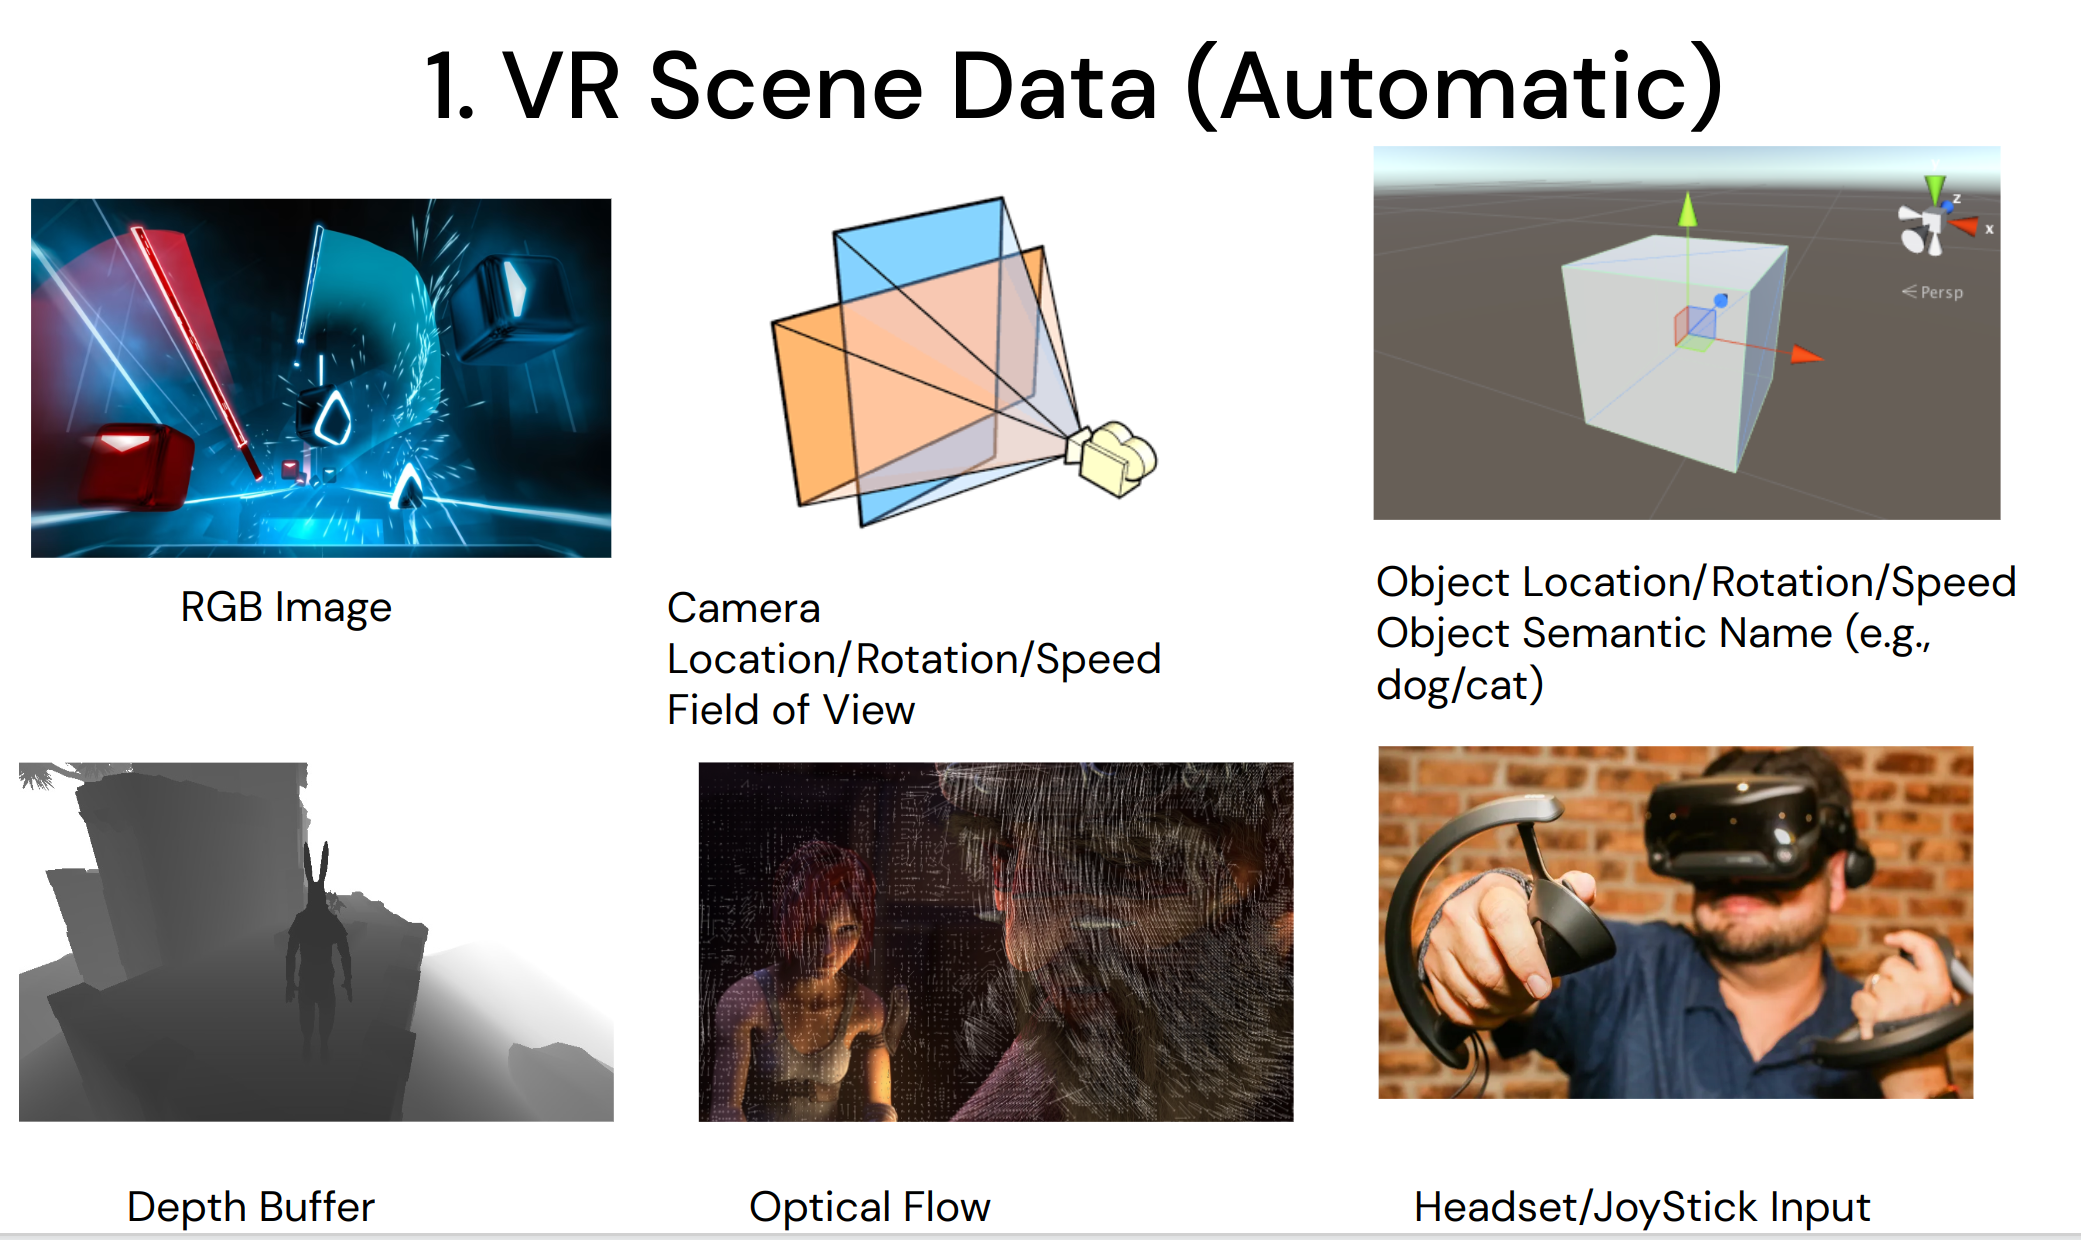 1. VR Scene Data (Automatic)
Y
z
x
< Persp
RGB Image
Camera
Location/Rotation/Speed
Field of View
Object Location/Rotation/Speed
Object Semantic Name (e.g.,
dog/cat)
Depth Buffer
Optical Flow
Headset/JoyStick Input